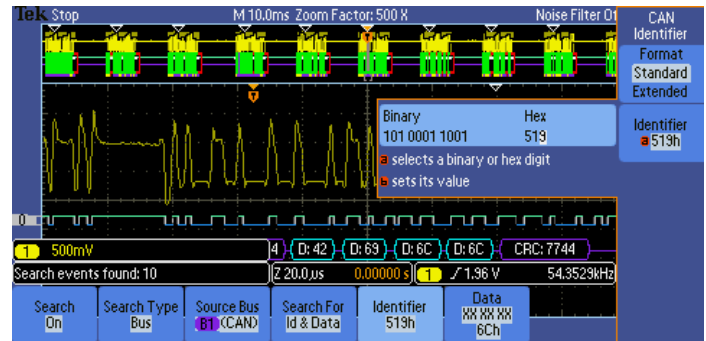 Tek Stop M 10.0ms Zoom Factor: 500 X Noise Filter Of
CAN
Identifier
Format
Standard
Extended
Identifier
a 519h
T
T
Binary Hex
101 0001 1001 519
a selects a binary or hex digit
b sets its value
0
1 500mV
4 D: 42 D: 69 D: 6C D: 6C CRC: 7744
Search events found: 10
Z 20.0µs 0.00000 s 1 1.96 V 54.3529kHz
Search
On
Search Type
Bus
Source Bus
B1 (CAN)
Search For
Id & Data
Identifier
519h
Data
XX XX XX
6Ch